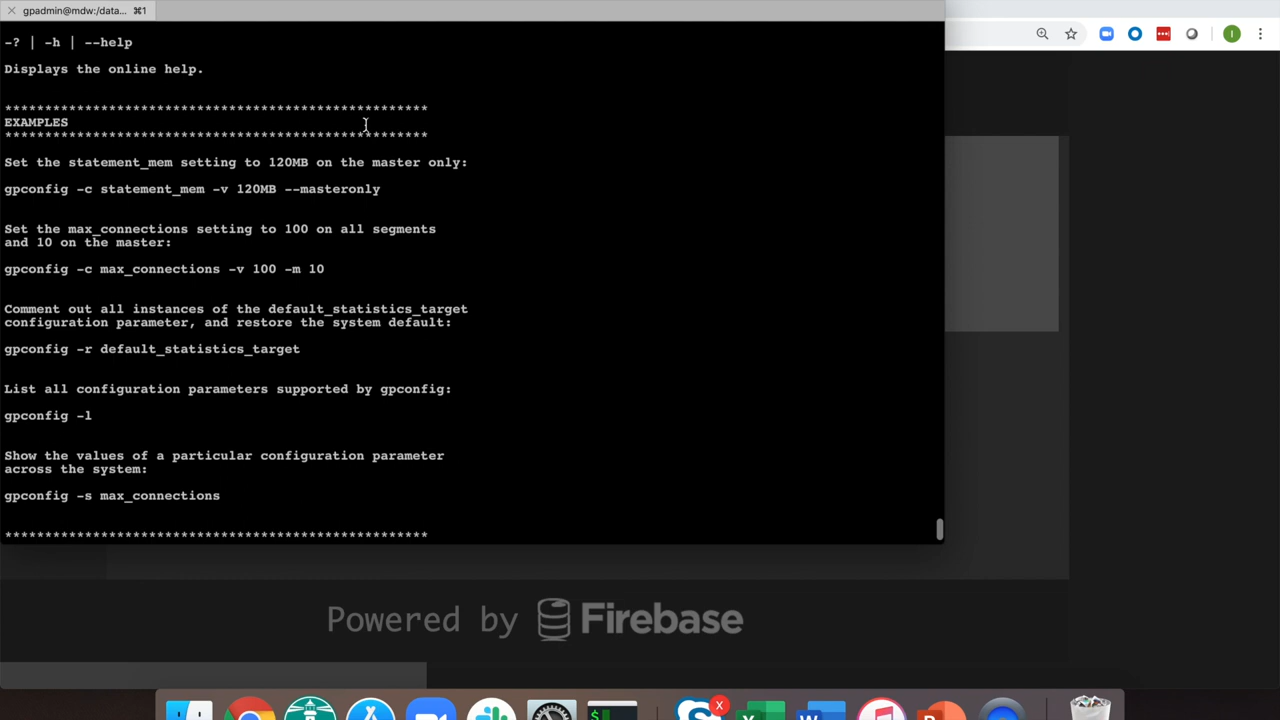 gpadmin@mdw:/data... ⌘1
-? | -h | --help
Displays the online help.
*****************************************************
EXAMPLES
*****************************************************
Set the statement_mem setting to 120MB on the master only:
gpconfig -c statement_mem -v 120MB --masteronly
Set the max_connections setting to 100 on all segments
and 10 on the master:
gpconfig -c max_connections -v 100 -m 10
Comment out all instances of the default_statistics_target
configuration parameter, and restore the system default:
gpconfig -r default_statistics_target
List all configuration parameters supported by gpconfig:
gpconfig -l
Show the values of a particular configuration parameter
across the system:
gpconfig -s max_connections
*****************************************************
I
Powered by Firebase